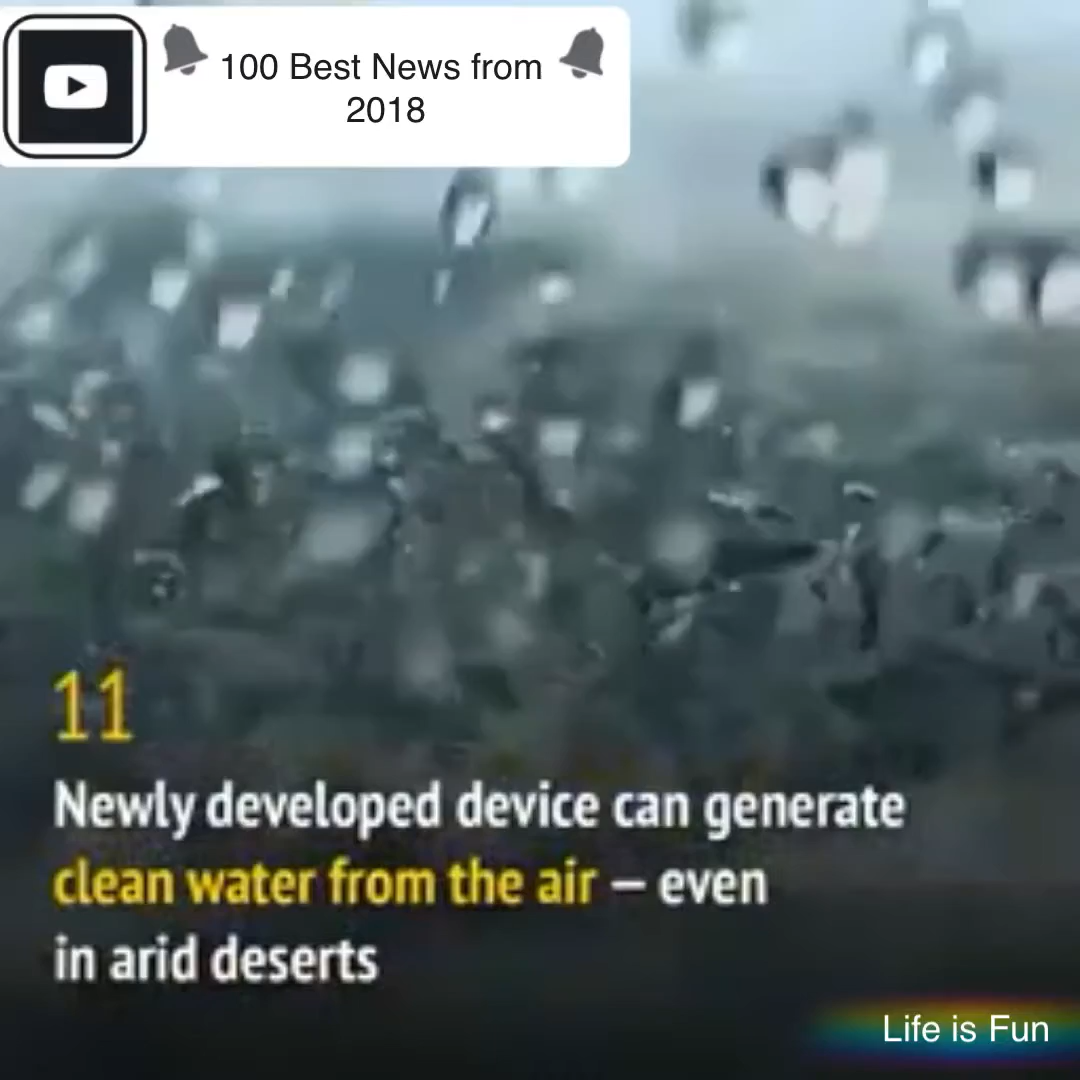 100 Best News from
2018
11
Newly developed device can generate
clean water from the air – even
in arid deserts
Life is Fun